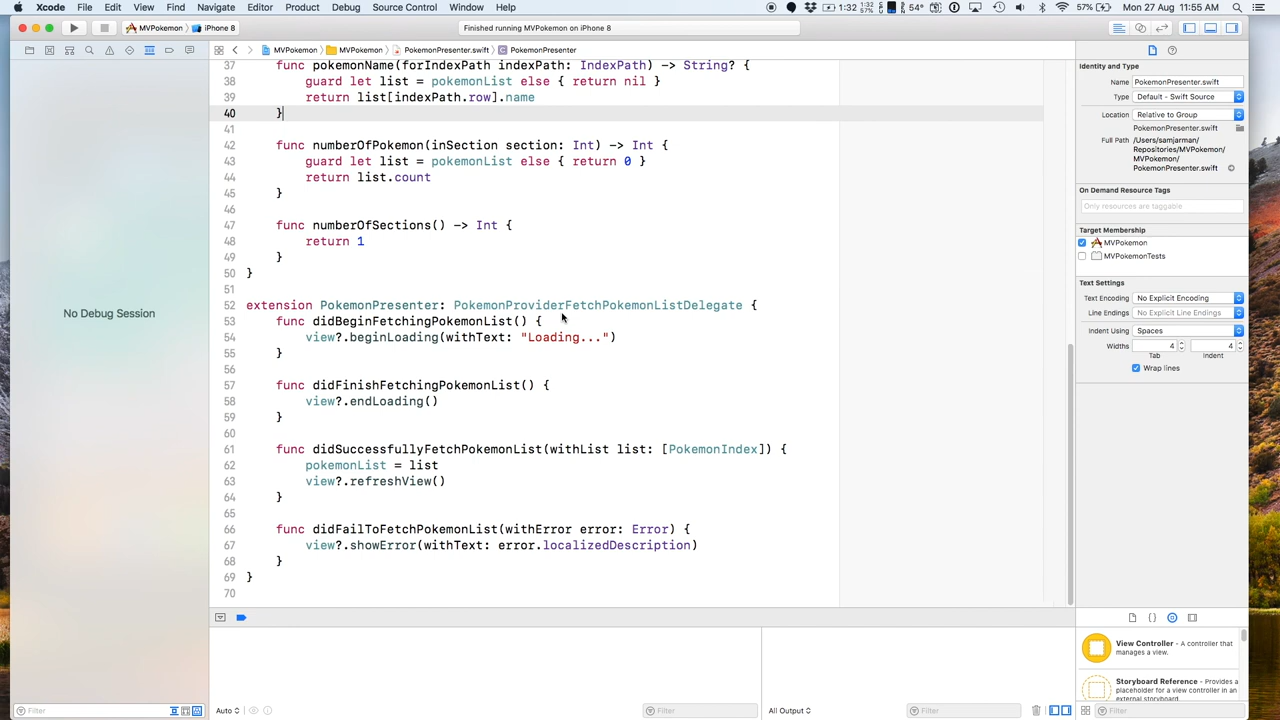 Xcode File Edit View Find Navigate Editor Product Debug Source Control Window Help
1:32
54°
57%
Mon 27 Aug 11:55 AM
MVPokemon iPhone 8
Finished running MVPokemon on iPhone 8
MVPokemon MVPokemon PokemonPresenter.swift PokemonPresenter
37 func pokemonName(forIndexPath indexPath: IndexPath) -> String? {
38 guard let list = pokemonList else { return nil }
39 return list[indexPath.row].name
40 }
41
42 func numberOfPokemon(inSection section: Int) -> Int {
43 guard let list = pokemonList else { return 0 }
44 return list.count
45 }
46
47 func numberOfSections() -> Int {
48 return 1
49 }
50 }
51
52 extension PokemonPresenter: PokemonProviderFetchPokemonListDelegate {
53 func didBeginFetchingPokemonList() {
54 view?.beginLoading(withText: "Loading...")
55 }
56
57 func didFinishFetchingPokemonList() {
58 view?.endLoading()
59 }
60
61 func didSuccessfullyFetchPokemonList(withList list: [PokemonIndex]) {
62 pokemonList = list
63 view?.refreshView()
64 }
65
66 func didFailToFetchPokemonList(withError error: Error) {
67 view?.showError(withText: error.localizedDescription)
68 }
69 }
70
No Debug Session
Identity and Type
Name PokemonPresenter.swift
Type Default - Swift Source
Location Relative to Group
PokemonPresenter.swift
Full Path /Users/samjarman/
Repositories/MVPokemon/
MVPokemon/
PokemonPresenter.swift
On Demand Resource Tags
Only resources are taggable
Target Membership
MVPokemon
MVPokemonTests
Text Settings
Text Encoding No Explicit Encoding
Line Endings No Explicit Line Endings
Indent Using Spaces
Widths 4 4
Tab Indent
Wrap lines
View Controller - A controller that
manages a view.
Storyboard Reference - Provides a
placeholder for a view controller in an
external storyboard.
Filter
Auto
Filter
All Output
Filter
Filter